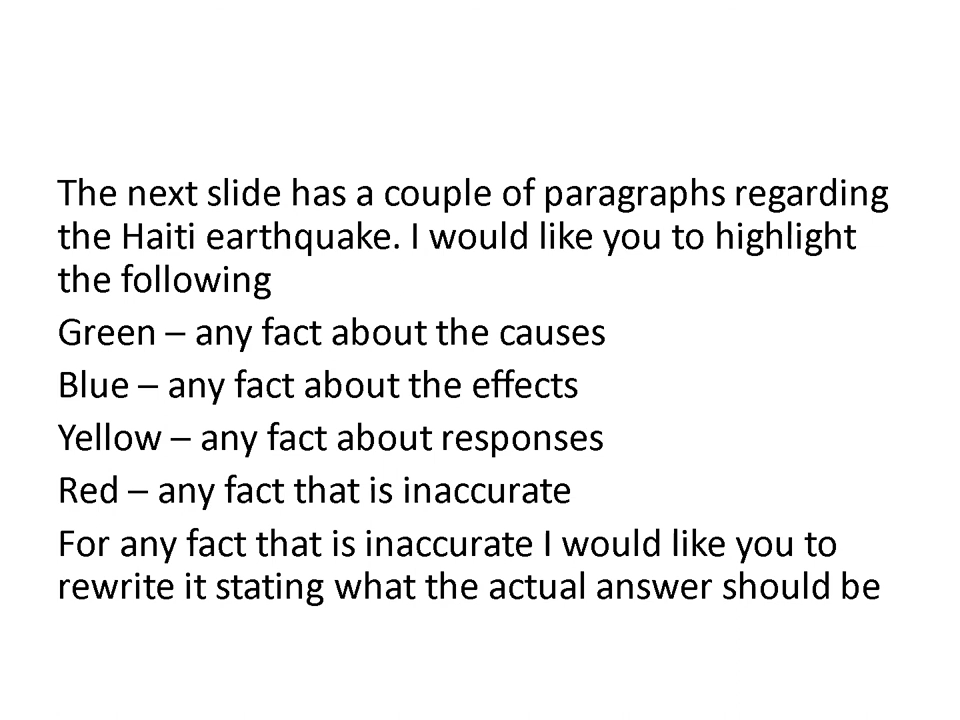 The next slide has a couple of paragraphs regarding
the Haiti earthquake. I would like you to highlight
the following
Green – any fact about the causes
Blue – any fact about the effects
Yellow – any fact about responses
Red – any fact that is inaccurate
For any fact that is inaccurate I would like you to
rewrite it stating what the actual answer should be